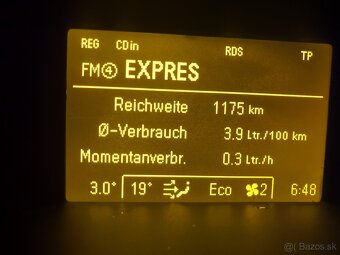 REG CDin RDS TP
FM④ EXPRES
Reichweite 1175 km
Ø-Verbrauch 3.9 Ltr./100 km
Momentanverbr. 0.3 Ltr./h
3.0° 19° Eco 2 6:48
@( Bazos.sk